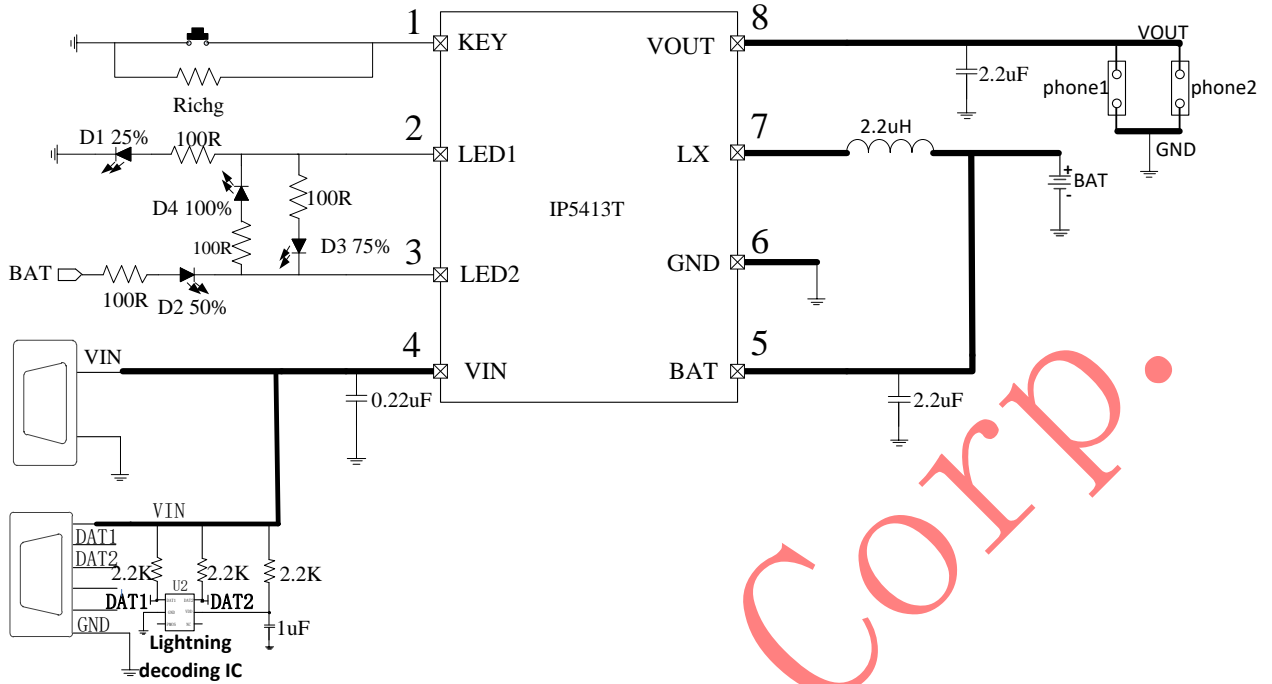 1
KEY
Richg
D1 25%
100R
2
LED1
D4 100%
100R
100R
D3 75%
BAT
100R
D2 50%
3
LED2
VIN
4
VIN
0.22uF
IP5413T
8
VOUT
VOUT
2.2uF
phone1
phone2
GND
7
LX
2.2uH
+
BAT
-
6
GND
5
BAT
2.2uF
VIN
DAT1
DAT2
2.2K
2.2K
2.2K
U2
DAT1
DAT2
GND
1uF
Lightning
decoding IC
Corp.